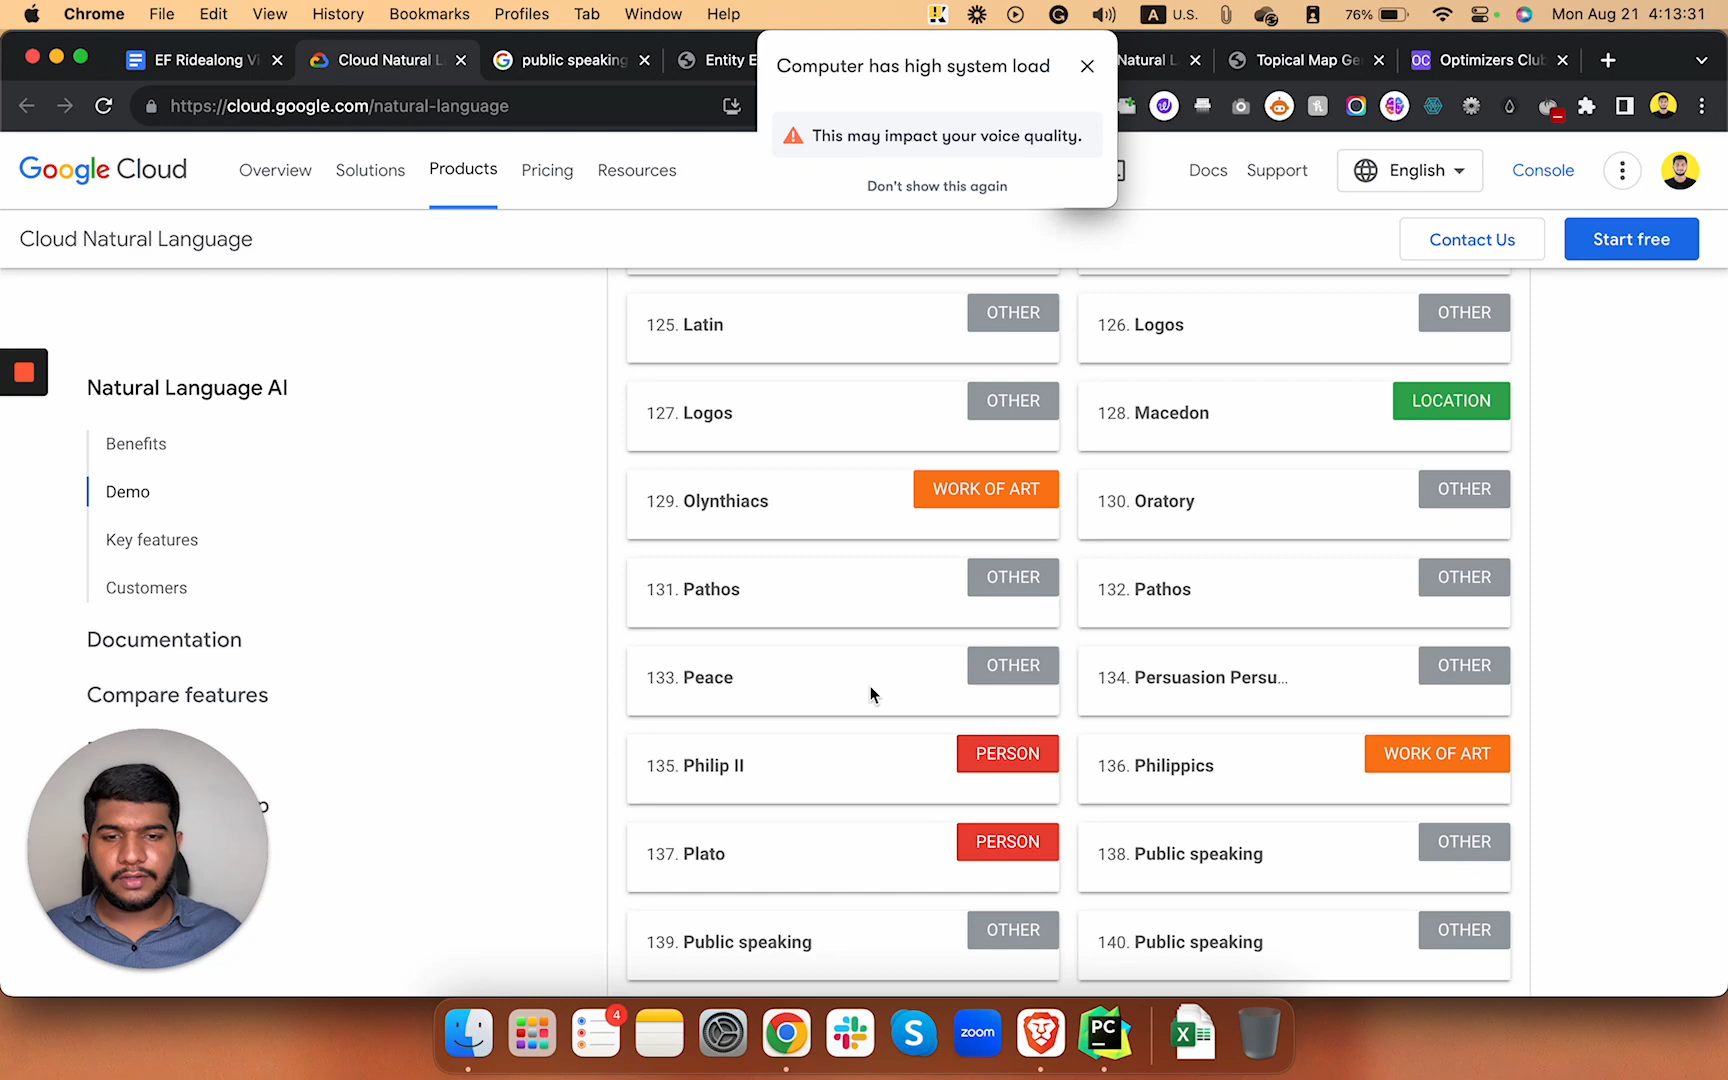 Chrome File Edit View History Bookmarks Profiles Tab Window Help
A U.S. 76% Mon Aug 21 4:13:31
EF Ridealong Vi
Cloud Natural L
public speaking
Entity E
Natural L
Topical Map Ge
OC Optimizers Clu
https://cloud.google.com/natural-language
Computer has high system load
This may impact your voice quality.
Don't show this again
Google Cloud Overview Solutions Products Pricing Resources Docs Support English Console
Cloud Natural Language Contact Us Start free
Natural Language AI
Benefits
Demo
Key features
Customers
Documentation
Compare features
125. Latin OTHER
126. Logos OTHER
127. Logos OTHER
128. Macedon LOCATION
129. Olynthiacs WORK OF ART
130. Oratory OTHER
131. Pathos OTHER
132. Pathos OTHER
133. Peace OTHER
134. Persuasion Persu... OTHER
135. Philip II PERSON
136. Philippics WORK OF ART
137. Plato PERSON
138. Public speaking OTHER
139. Public speaking OTHER
140. Public speaking OTHER
4
S
zoom
PC
X